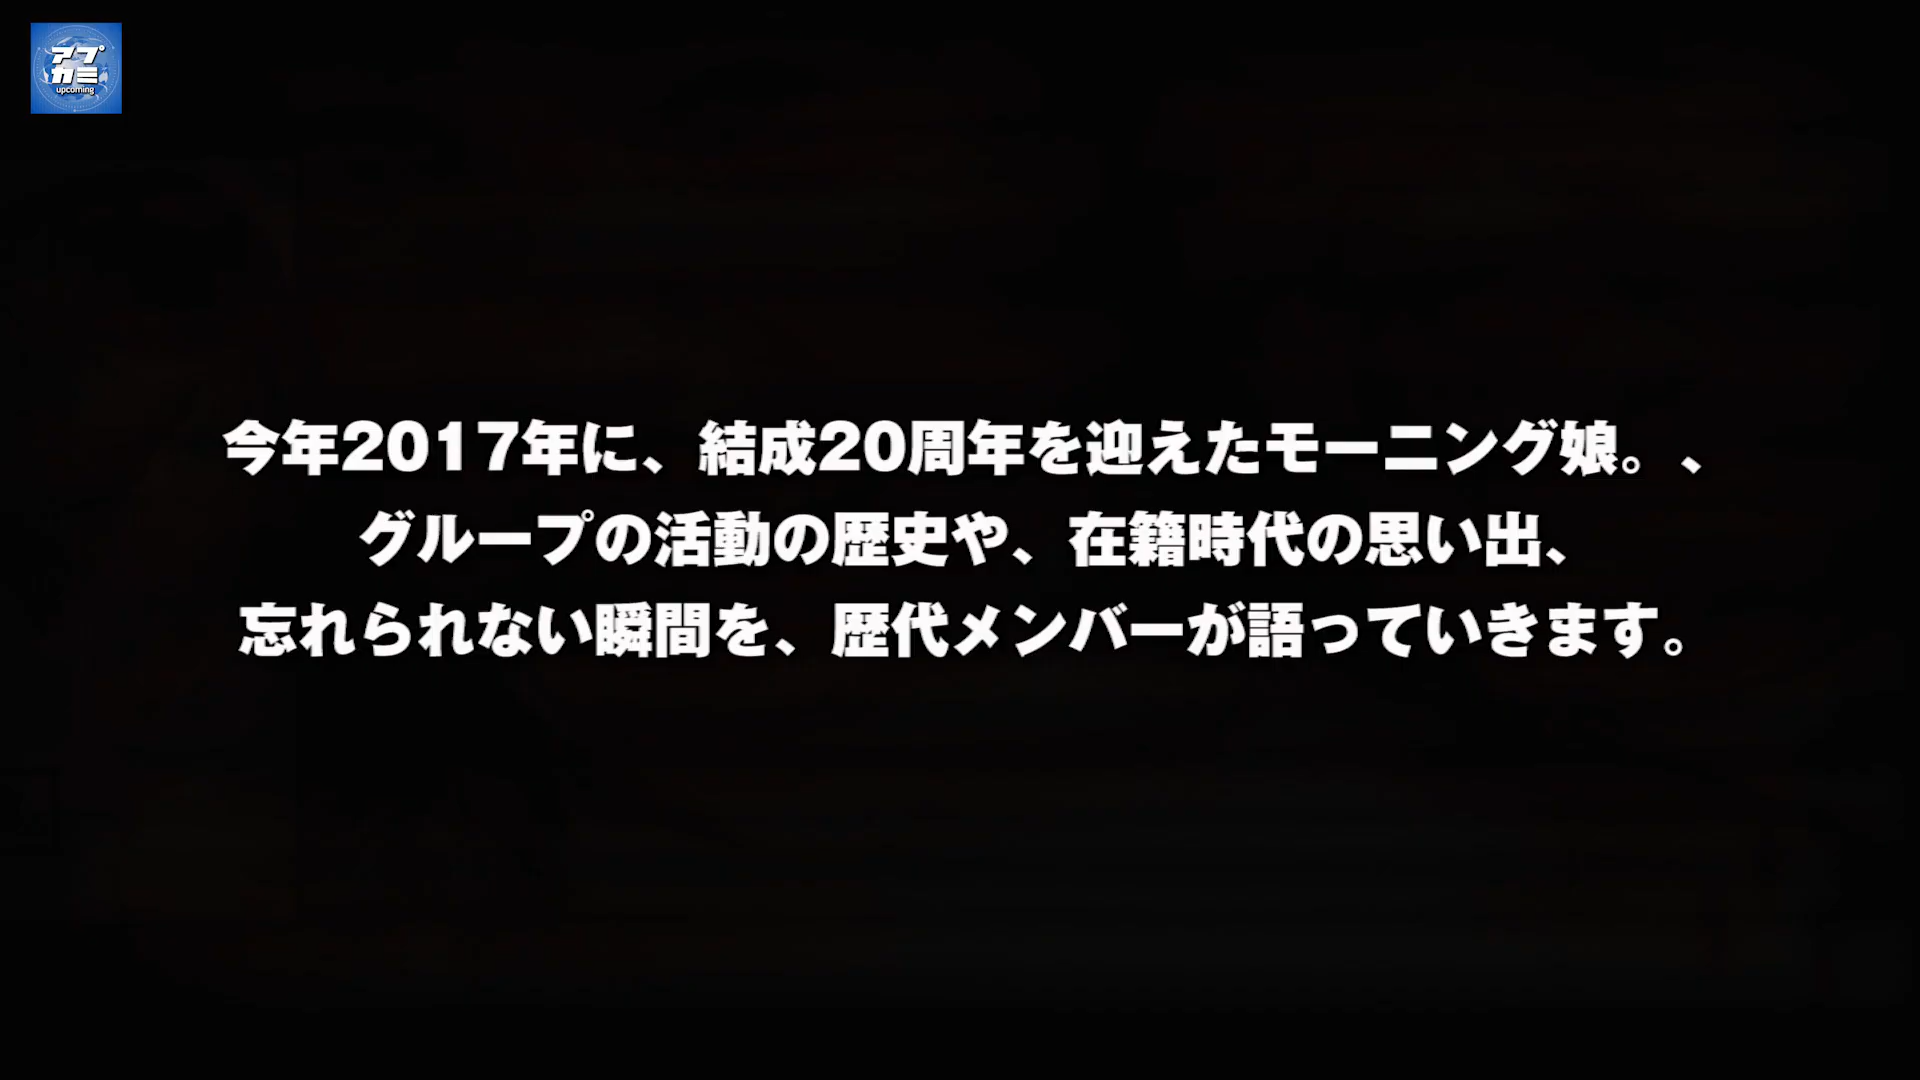 アプ
カミ
upcoming
今年2017年に、結成20周年を迎えたモーニング娘。、
グループの活動の歴史や、在籍時代の思い出、
忘れられない瞬間を、歴代メンバーが語っていきます。